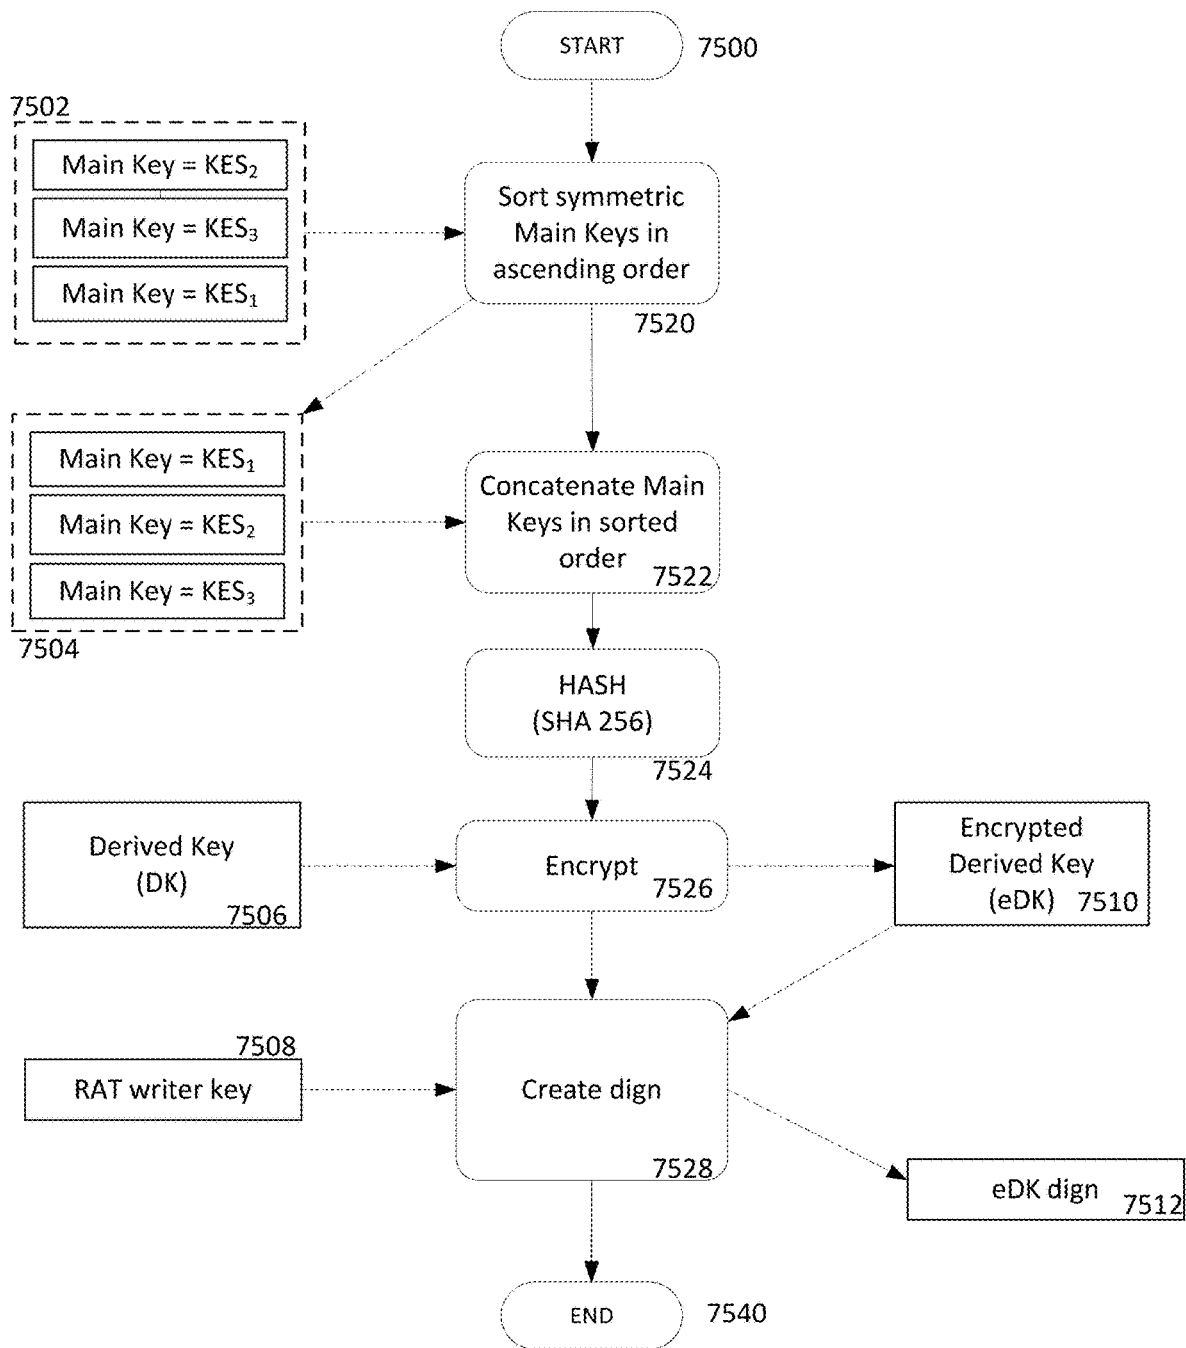 START
7500
7502
Main Key = KES₂
Main Key = KES₃
Main Key = KES₁
Sort symmetric
Main Keys in
ascending order
7520
Main Key = KES₁
Main Key = KES₂
Main Key = KES₃
7504
Concatenate Main
Keys in sorted
order
7522
HASH
(SHA 256)
7524
Derived Key
(DK)
7506
Encrypt
7526
Encrypted
Derived Key
(eDK)
7510
7508
RAT writer key
Create dign
7528
eDK dign
7512
END
7540